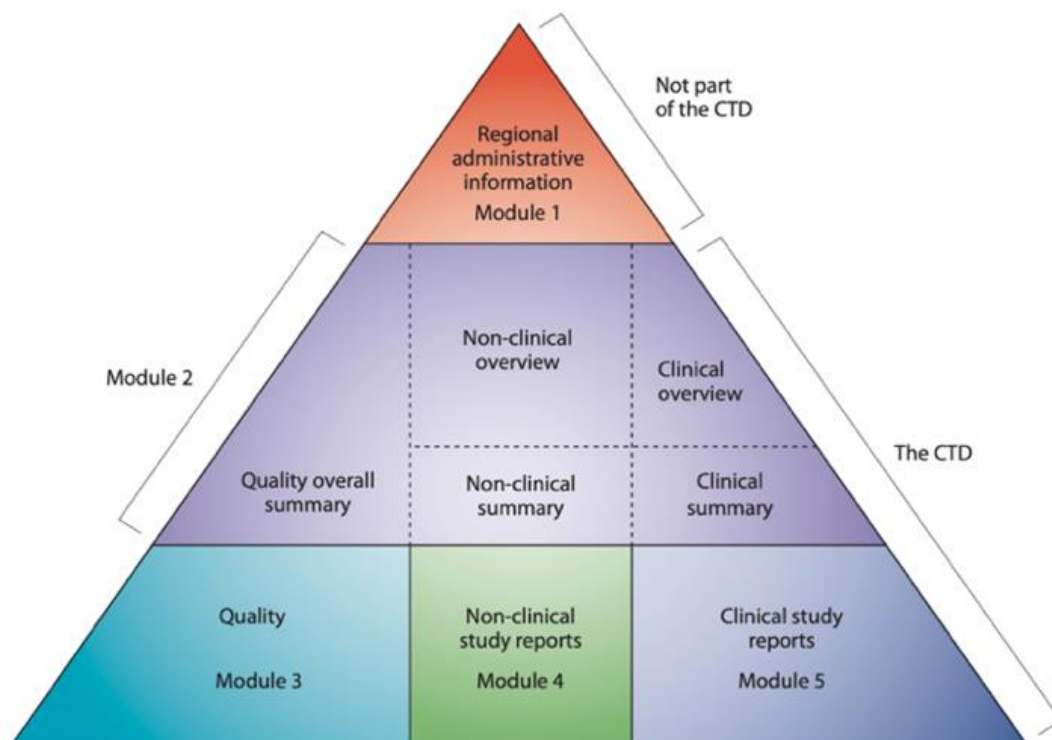 Not part
of the CTD
Regional
administrative
information
Module 1
Module 2
Non-clinical
overview
Clinical
overview
The CTD
Quality overall
summary
Non-clinical
summary
Clinical
summary
Quality
Module 3
Non-clinical
study reports
Module 4
Clinical study
reports
Module 5